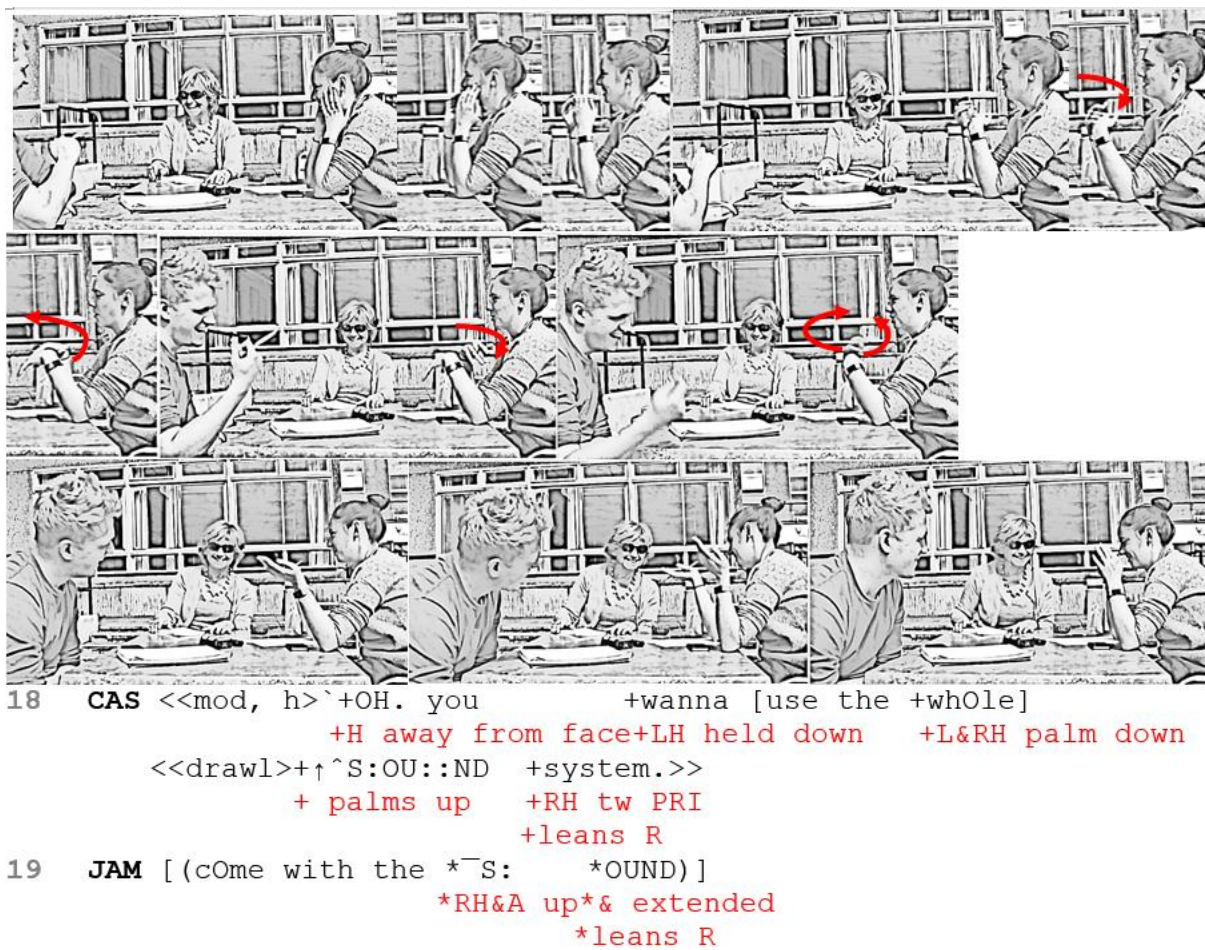 18 CAS <<mod, h>`+OH. you +wanna [use the +whOle]
+H away from face+LH held down +L&RH palm down
<<drawl>+↑ˆS:OU::ND +system.>>
+ palms up +RH tw PRI
+leans R
19 JAM [(cOme with the *¯S: *OUND)]
*RH&A up*& extended
*leans R